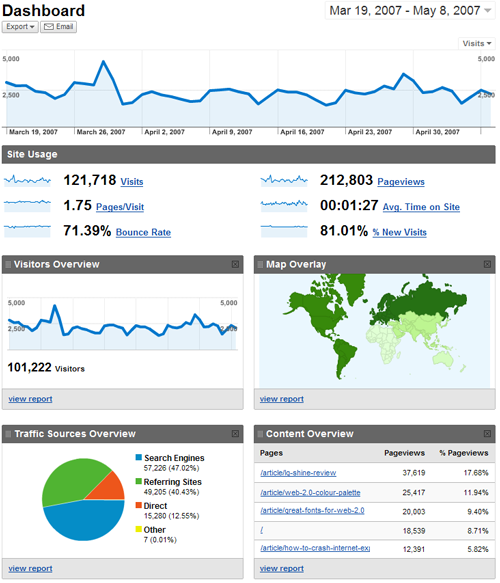 Dashboard
Mar 19, 2007 - May 8, 2007
Export
Email
Visits
5,000
5,000
2,500
2,500
March 19, 2007 March 26, 2007 April 2, 2007 April 9, 2007 April 16, 2007 April 23, 2007 April 30, 2007
Site Usage
121,718 Visits
212,803 Pageviews
1.75 Pages/Visit
00:01:27 Avg. Time on Site
71.39% Bounce Rate
81.01% % New Visits
Visitors Overview
5,000
5,000
2,500
2,500
101,222 Visitors
view report
Map Overlay
view report
Traffic Sources Overview
Search Engines
57,226 (47.02%)
Referring Sites
49,205 (40.43%)
Direct
15,280 (12.55%)
Other
7 (0.01%)
view report
Content Overview
Pages Pageviews % Pageviews
/article/lg-shine-review 37,619 17.68%
/article/web-2.0-colour-palette 25,417 11.94%
/article/great-fonts-for-web-2.0 20,003 9.40%
/ 18,539 8.71%
/article/how-to-crash-internet-exp 12,391 5.82%
view report